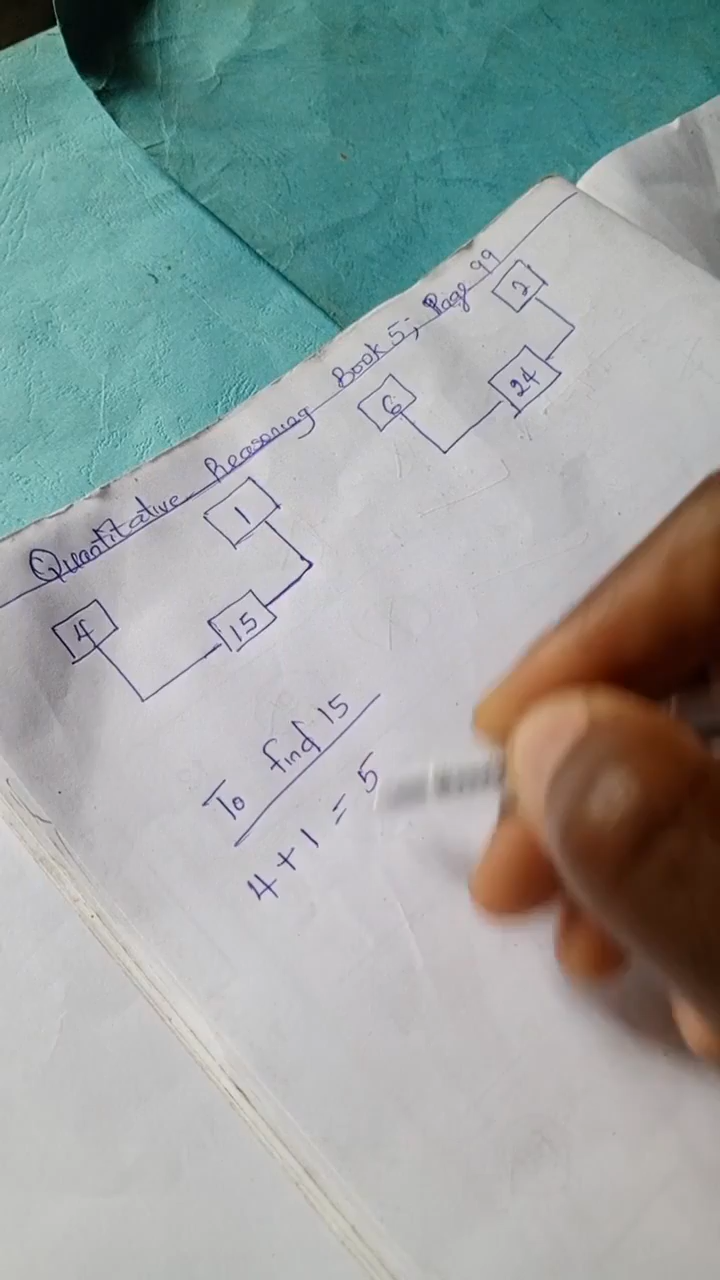 Quantitative Reasoning Book 5; Page 99
1
4
15
2
6
24
To find 15
4 + 1 = 5